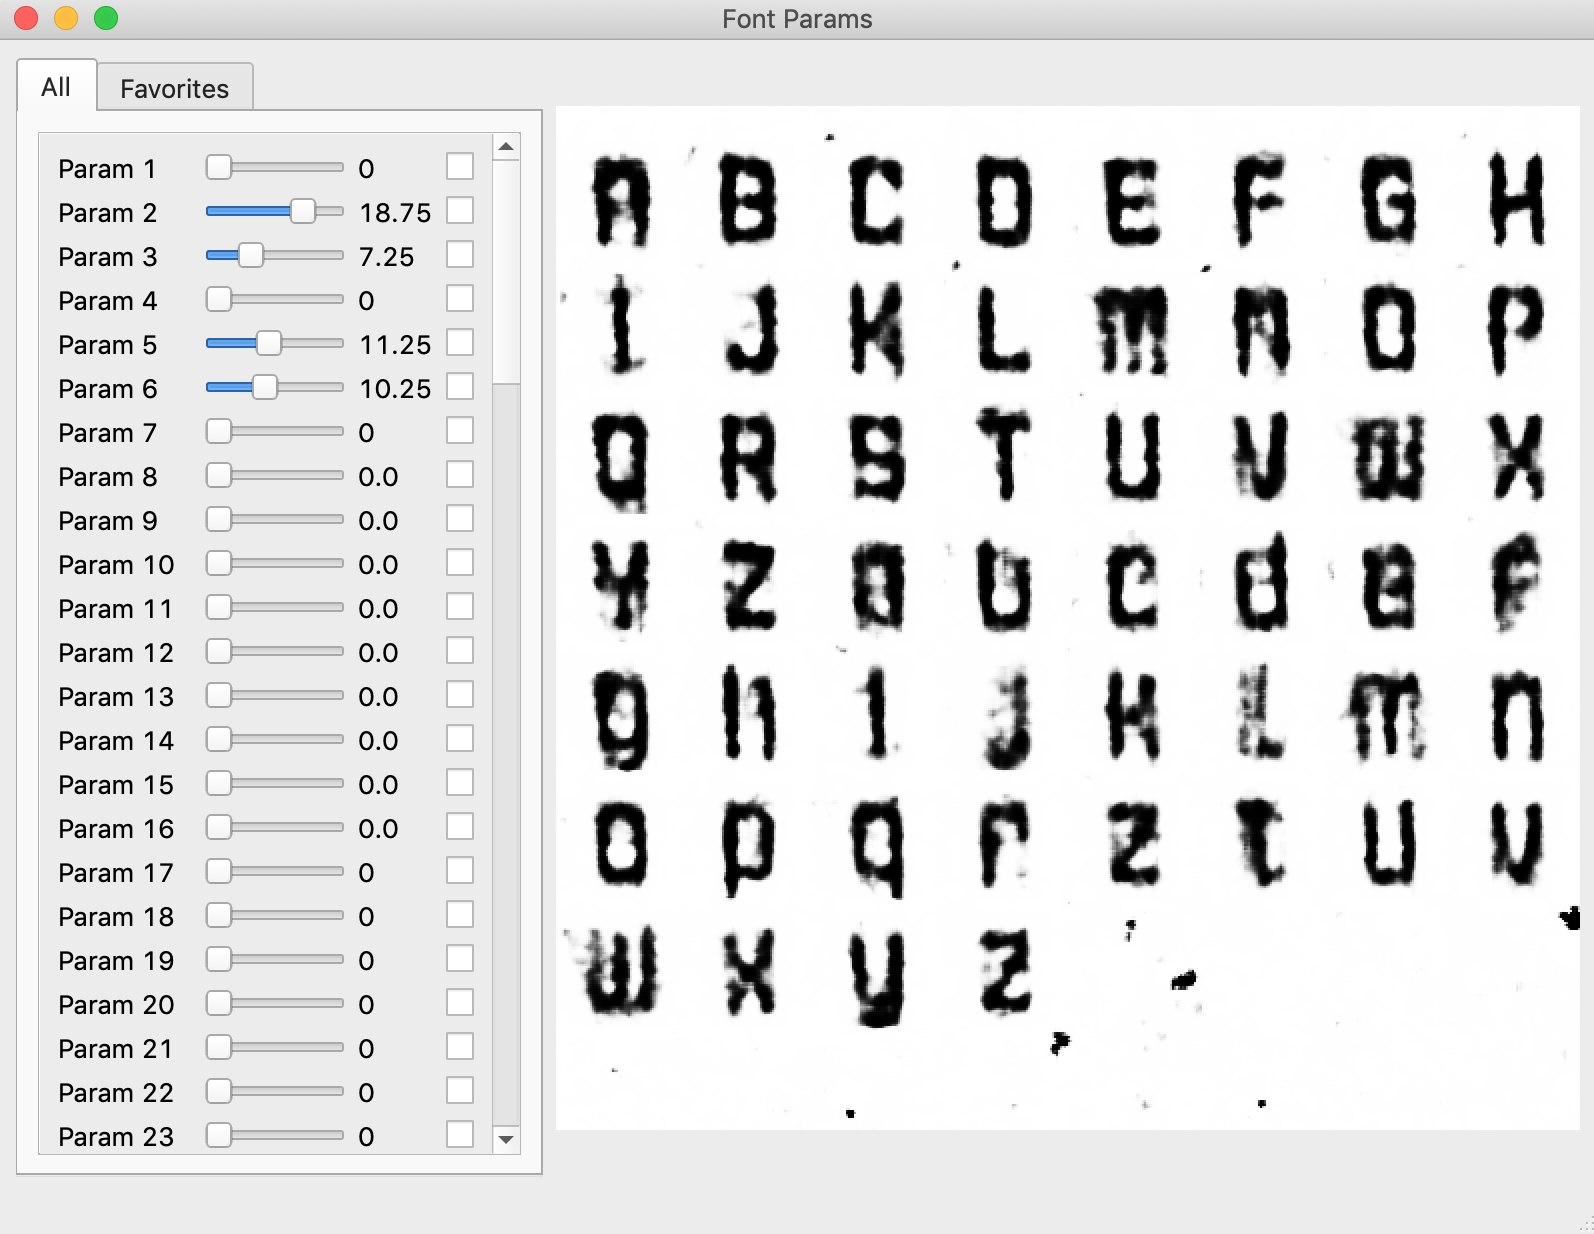 Font Params
All Favorites
Param 1 0
Param 2 18.75
Param 3 7.25
Param 4 0
Param 5 11.25
Param 6 10.25
Param 7 0
Param 8 0.0
Param 9 0.0
Param 10 0.0
Param 11 0.0
Param 12 0.0
Param 13 0.0
Param 14 0.0
Param 15 0.0
Param 16 0.0
Param 17 0
Param 18 0
Param 19 0
Param 20 0
Param 21 0
Param 22 0
Param 23 0
A B C D E F G H
I J K L M N O P
Q R S T U V W X
Y Z a b c d e f
g h i j k l m n
o p q r z t u v
w x y z